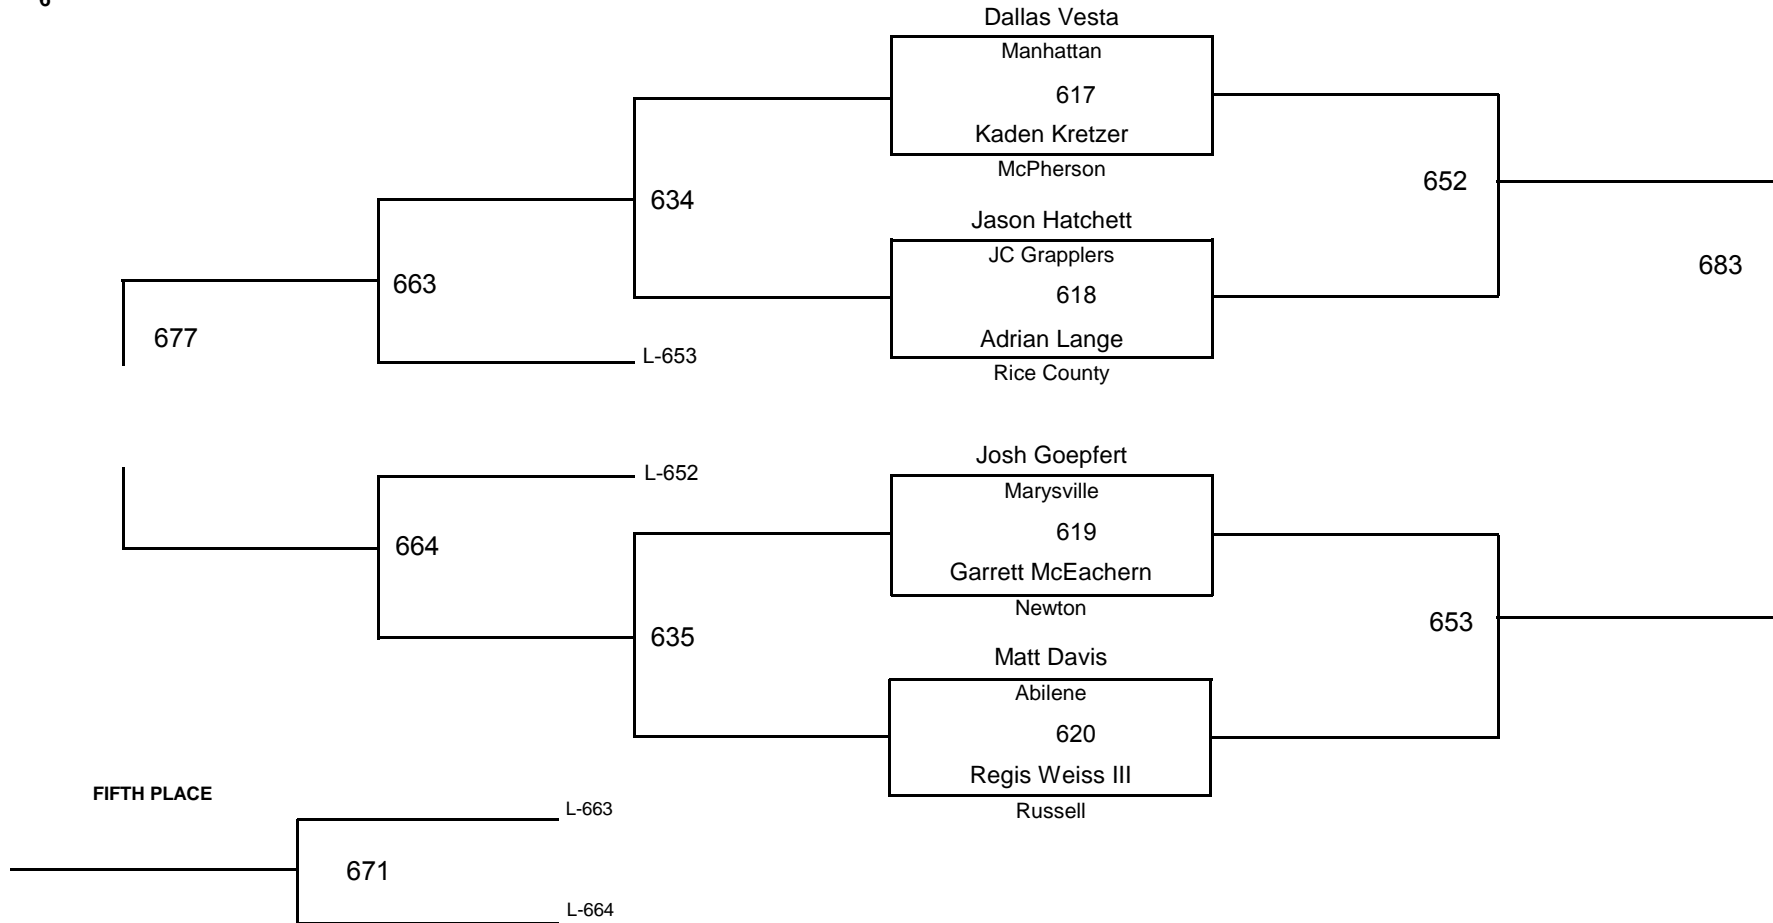 6
Dallas Vesta
Manhattan
617
Kaden Kretzer
McPherson
652
634
Jason Hatchett
JC Grapplers
683
663
618
677
Adrian Lange
L-653
Rice County
Josh Goepfert
L-652
Marysville
619
664
Garrett McEachern
Newton
653
635
Matt Davis
Abilene
620
Regis Weiss III
FIFTH PLACE
L-663
Russell
671
L-664